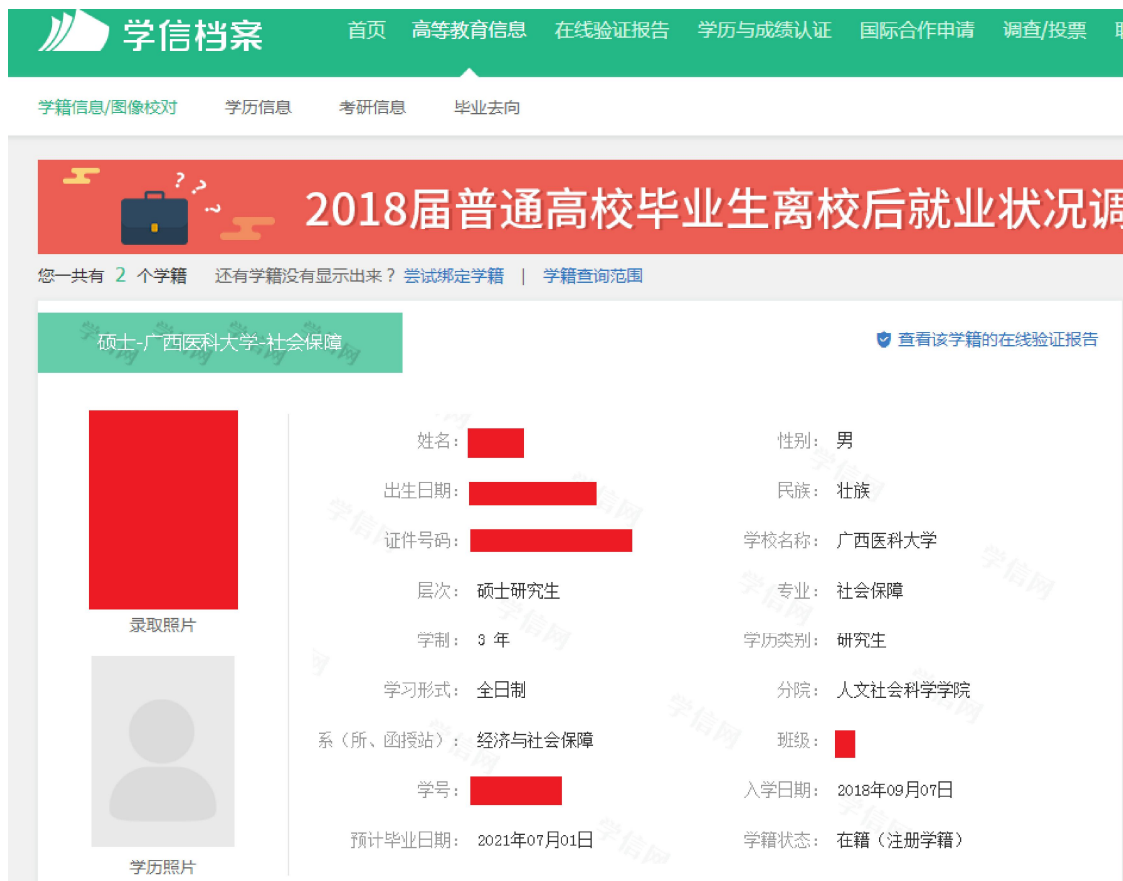 学信档案 首页 高等教育信息 在线验证报告 学历与成绩认证 国际合作申请 调查/投票
学籍信息/图像校对 学历信息 考研信息 毕业去向
2018届普通高校毕业生离校后就业状况调
您一共有 2 个学籍 还有学籍没有显示出来？尝试绑定学籍 | 学籍查询范围
硕士-广西医科大学-社会保障 查看该学籍的在线验证报告
姓名： 性别： 男
出生日期： 民族： 壮族
证件号码： 学校名称： 广西医科大学
层次： 硕士研究生 专业： 社会保障
录取照片
学制： 3 年 学历类别： 研究生
学习形式： 全日制 分院： 人文社会科学学院
系（所、函授站）： 经济与社会保障 班级：
学号： 入学日期： 2018年09月07日
预计毕业日期： 2021年07月01日 学籍状态： 在籍（注册学籍）
学历照片
学信网